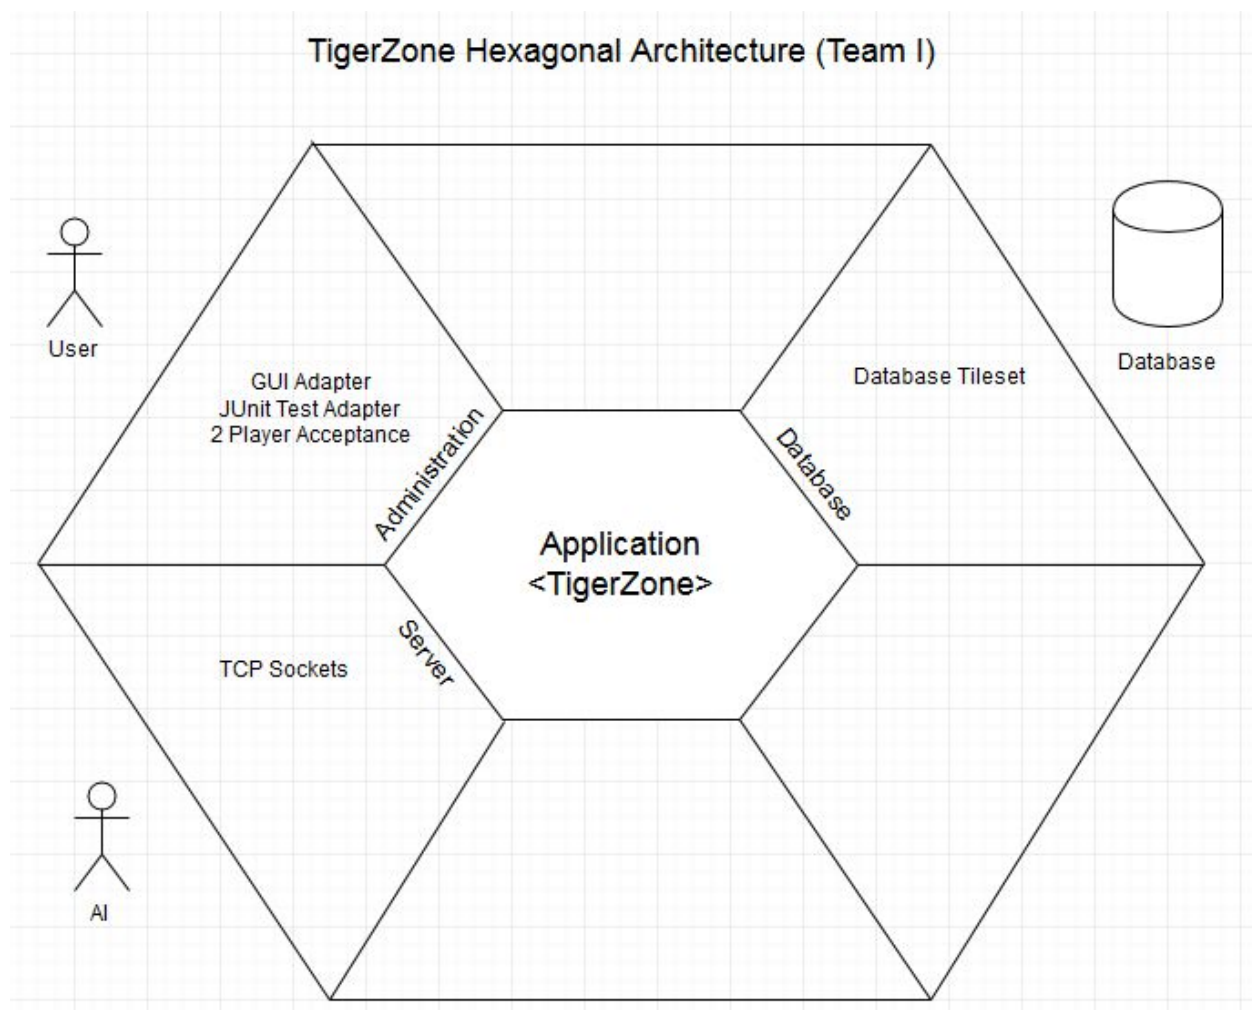 TigerZone Hexagonal Architecture (Team I)
User
GUI Adapter
JUnit Test Adapter
2 Player Acceptance
Administration
Database Tileset
Database
Database
Application
<TigerZone>
TCP Sockets
Server
AI